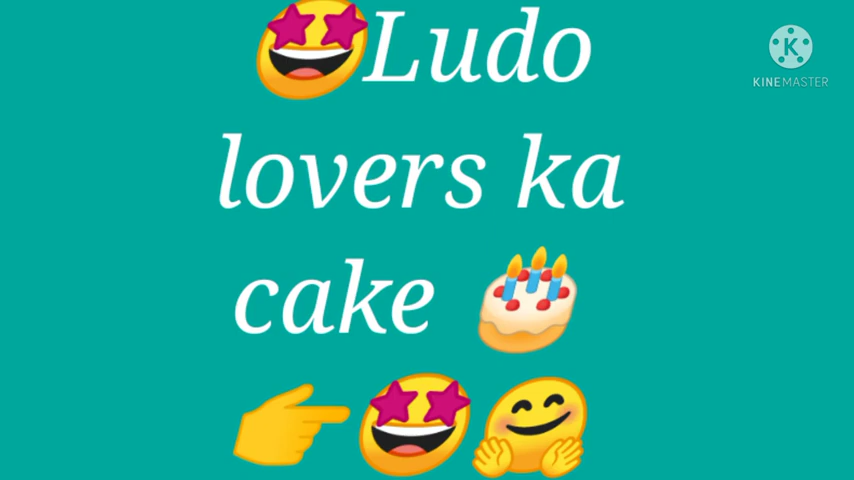 🤩Ludo
lovers ka
cake 🎂
👉🤩🤗
KINEMASTER